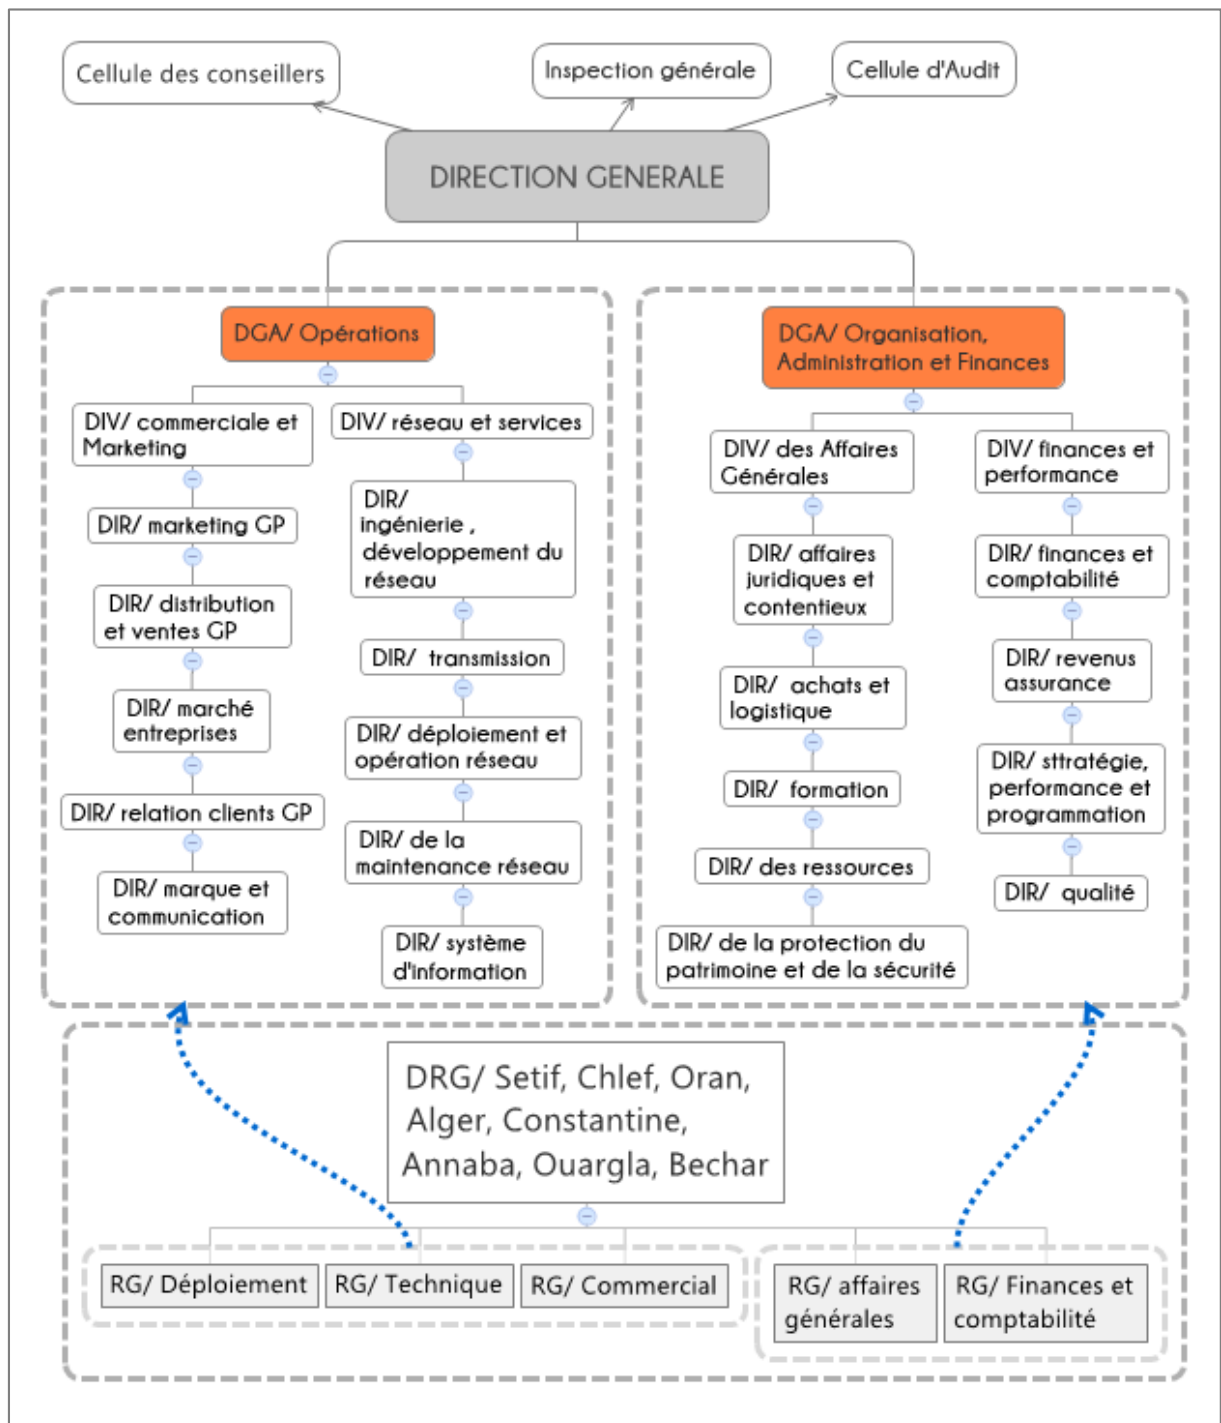 Cellule des conseillers
Inspection générale
Cellule d'Audit
DIRECTION GENERALE
DGA/ Opérations
DIV/ commerciale et
Marketing
DIR/ marketing GP
DIR/ distribution
et ventes GP
DIR/ marché
entreprises
DIR/ relation clients GP
DIR/ marque et
communication
DIV/ réseau et services
DIR/
ingénierie ,
développement du
réseau
DIR/ transmission
DIR/ déploiement et
opération réseau
DIR/ de la
maintenance réseau
DIR/ système
d'information
DGA/ Organisation,
Administration et Finances
DIV/ des Affaires
Générales
DIR/ affaires
juridiques et
contentieux
DIR/ achats et
logistique
DIR/ formation
DIR/ des ressources
DIR/ de la protection du
patrimoine et de la sécurité
DIV/ finances et
performance
DIR/ finances et
comptabilité
DIR/ revenus
assurance
DIR/ sttratégie,
performance et
programmation
DIR/ qualité
DRG/ Setif, Chlef, Oran,
Alger, Constantine,
Annaba, Ouargla, Bechar
RG/ Déploiement
RG/ Technique
RG/ Commercial
RG/ affaires
générales
RG/ Finances et
comptabilité